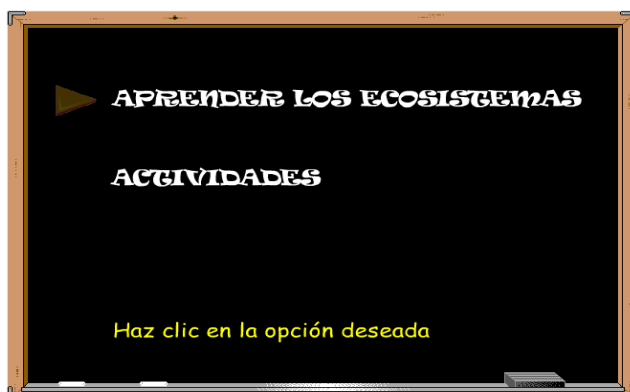 APRENDER LOS ECOSISTEMAS
ACTIVIDADES
Haz clic en la opción deseada